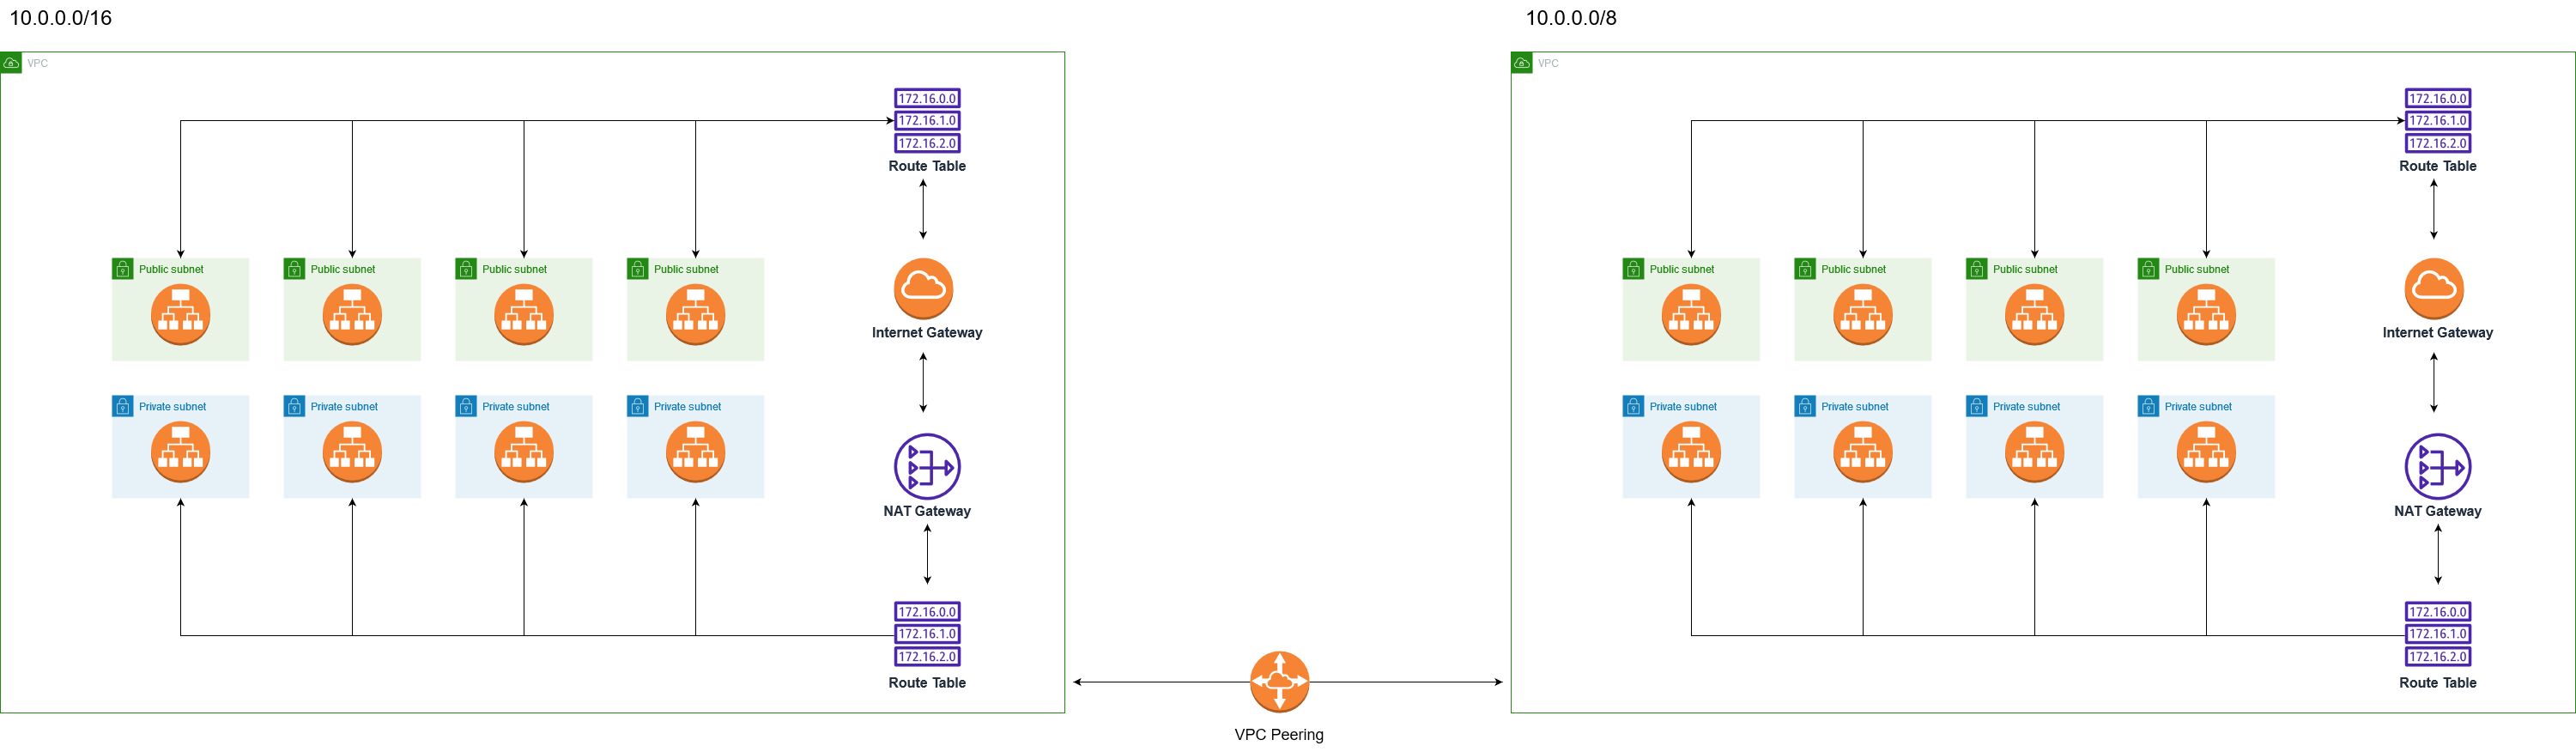 10.0.0.0/16
10.0.0.0/8
VPC
172.16.0.0
172.16.1.0
172.16.2.0
Route Table
Public subnet
Public subnet
Public subnet
Public subnet
Internet Gateway
Private subnet
Private subnet
Private subnet
Private subnet
NAT Gateway
172.16.0.0
172.16.1.0
172.16.2.0
Route Table
VPC Peering
VPC
172.16.0.0
172.16.1.0
172.16.2.0
Route Table
Public subnet
Public subnet
Public subnet
Public subnet
Internet Gateway
Private subnet
Private subnet
Private subnet
Private subnet
NAT Gateway
172.16.0.0
172.16.1.0
172.16.2.0
Route Table